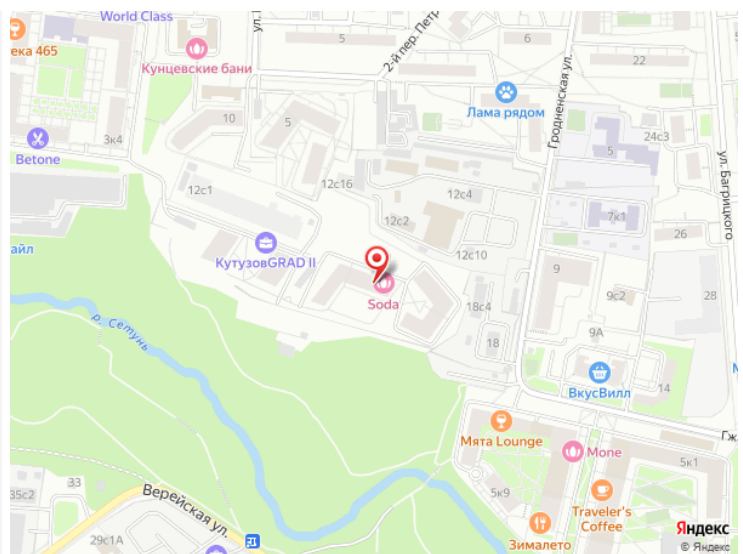 World Class
ека 465
Кунцевские бани
5
2-й пер. Петр
6
22
Гродненская ул.
Лама рядом
24с3
ул. Багрицкого
10
5
3к4
Betone
5
12с16
12с1
12с4
7к1
12с2
26
12с10
айл
КутузовGRAD II
Soda
9
9с2
28
18с4
9А
18
р. Сетунь
ВкусВилл
14
Мята Lounge
Mone
Гж
5к1
33
35с2
5к9
Верейская ул.
Traveler's
Coffee
29с1А
Зималето
Яндекс
© Яндекс